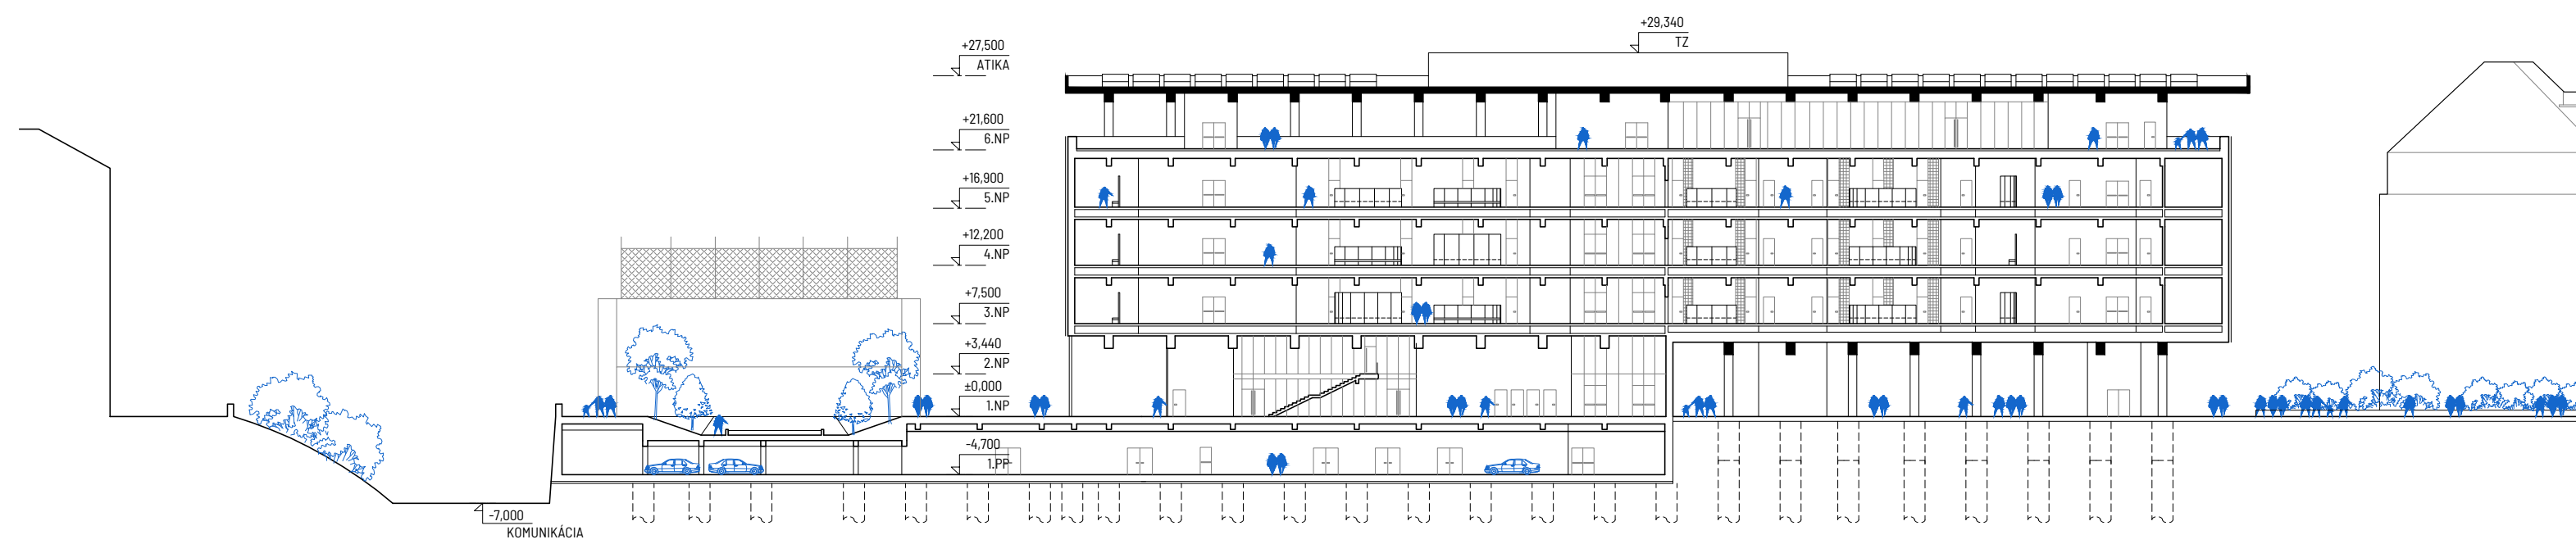 +29,340
TZ
+27,500
ATIKA
+21,600
6.NP
+16,900
5.NP
+12,200
4.NP
+7,500
3.NP
+3,440
2.NP
±0,000
1.NP
-4,700
1.PP
-7,000
KOMUNIKÁCIA